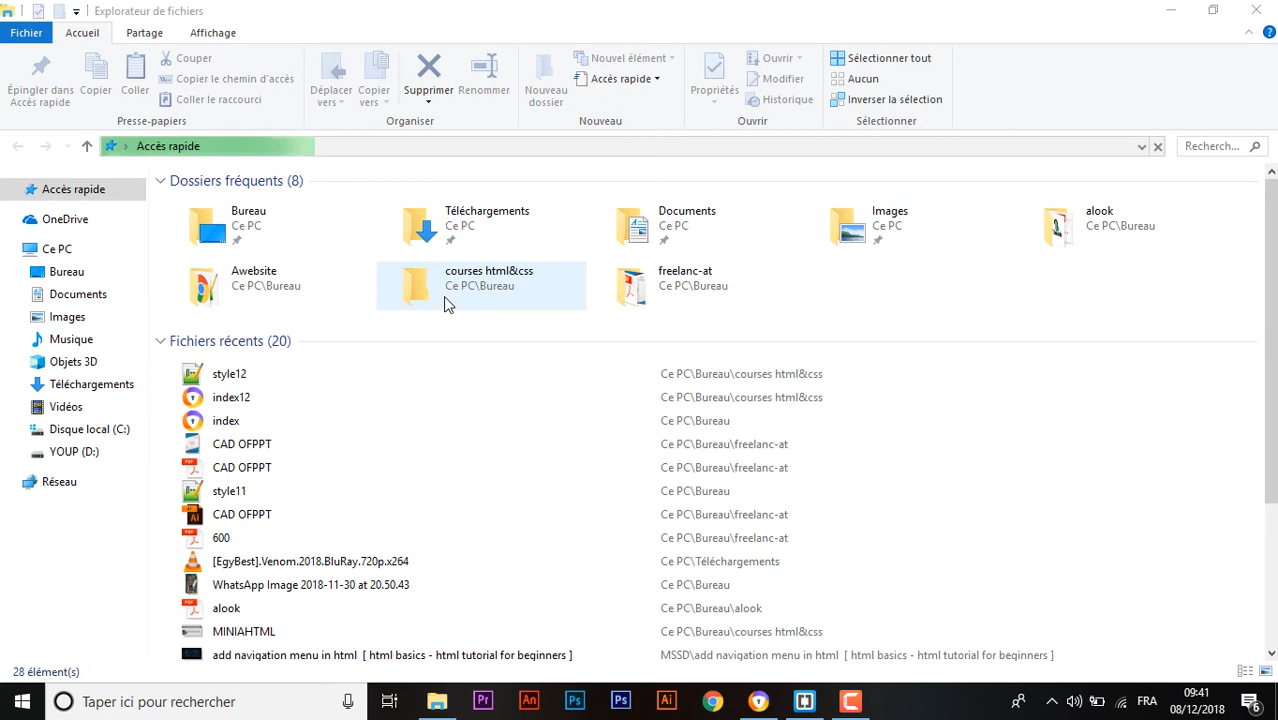 Explorateur de fichiers
Fichier Accueil Partage Affichage
Épingler dans Accès rapide
Copier
Coller
Couper
Copier le chemin d'accès
Coller le raccourci
Presse-papiers
Déplacer vers
Copier vers
Supprimer
Renommer
Organiser
Nouveau dossier
Nouvel élément
Accès rapide
Nouveau
Propriétés
Ouvrir
Modifier
Historique
Ouvrir
Sélectionner tout
Aucun
Inverser la sélection
Sélectionner
Accès rapide
Recherch...
Accès rapide
OneDrive
Ce PC
Bureau
Documents
Images
Musique
Objets 3D
Téléchargements
Vidéos
Disque local (C:)
YOUP (D:)
Réseau
Dossiers fréquents (8)
Bureau
Ce PC
Téléchargements
Ce PC
Documents
Ce PC
Images
Ce PC
alook
Ce PC\Bureau
Awebsite
Ce PC\Bureau
courses html&css
Ce PC\Bureau
freelanc-at
Ce PC\Bureau
Fichiers récents (20)
style12 Ce PC\Bureau\courses html&css
index12 Ce PC\Bureau\courses html&css
index Ce PC\Bureau
CAD OFPPT Ce PC\Bureau\freelanc-at
CAD OFPPT Ce PC\Bureau\freelanc-at
style11 Ce PC\Bureau
CAD OFPPT Ce PC\Bureau\freelanc-at
600 Ce PC\Bureau\freelanc-at
[EgyBest].Venom.2018.BluRay.720p.x264 Ce PC\Téléchargements
WhatsApp Image 2018-11-30 at 20.50.43 Ce PC\Bureau
alook Ce PC\Bureau\alook
MINIAHTML Ce PC\Bureau\courses html&css
add navigation menu in html [ html basics - html tutorial for beginners ] MSSD\add navigation menu in html [ html basics - html tutorial for beginners ]
28 élément(s)
Taper ici pour rechercher
Pr
An
Ps
Ps
Ai
FRA
09:41
08/12/2018
6